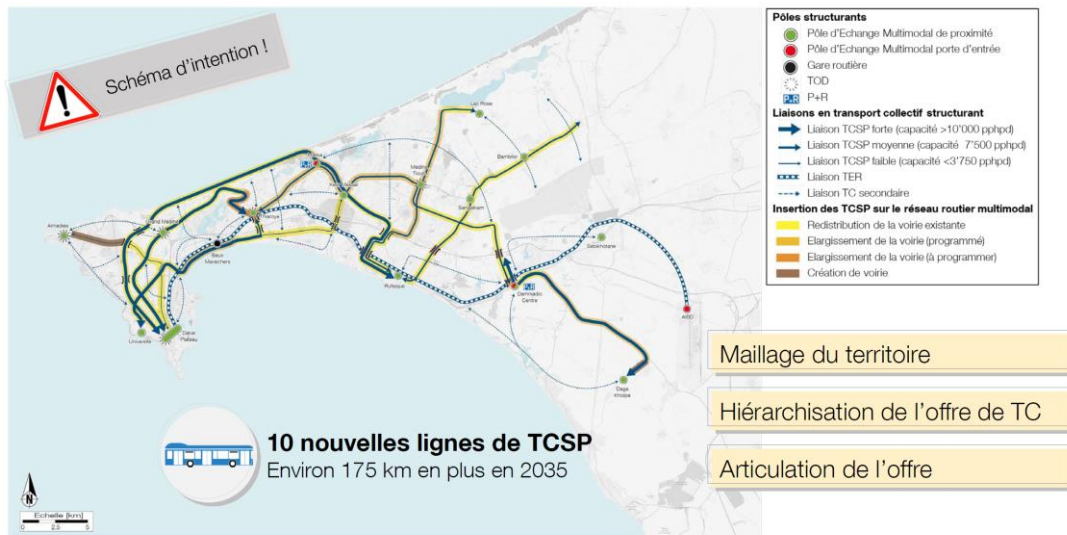 Schéma d'intention !
Pôles structurants
Pôle d'Echange Multimodal de proximité
Pôle d'Echange Multimodal porte d'entrée
Gare routière
TOD
P+R
P+R
Liaisons en transport collectif structurant
Liaison TCSP forte (capacité >10'000 pphpd)
Liaison TCSP moyenne (capacité 7'500 pphpd)
Liaison TCSP faible (capacité <3'750 pphpd)
Liaison TER
Liaison TC secondaire
Insertion des TCSP sur le réseau routier multimodal
Redistribution de la voirie existante
Elargissement de la voirie (programmé)
Elargissement de la voirie (à programmer)
Création de voirie
Lac Rose
P+R
Bambilor
Almadies
Grand Médine
Sangalkam
Sebikhotane
Beux
Maraichers
Rufisque
P+R
Diamniadio
Centre
AIBD
Dakar
Plateau
Daga
Kholpa
Maillage du territoire
Hiérarchisation de l'offre de TC
Articulation de l'offre
10 nouvelles lignes de TCSP
Environ 175 km en plus en 2035
N
Echelle [km]
0 2.5 5